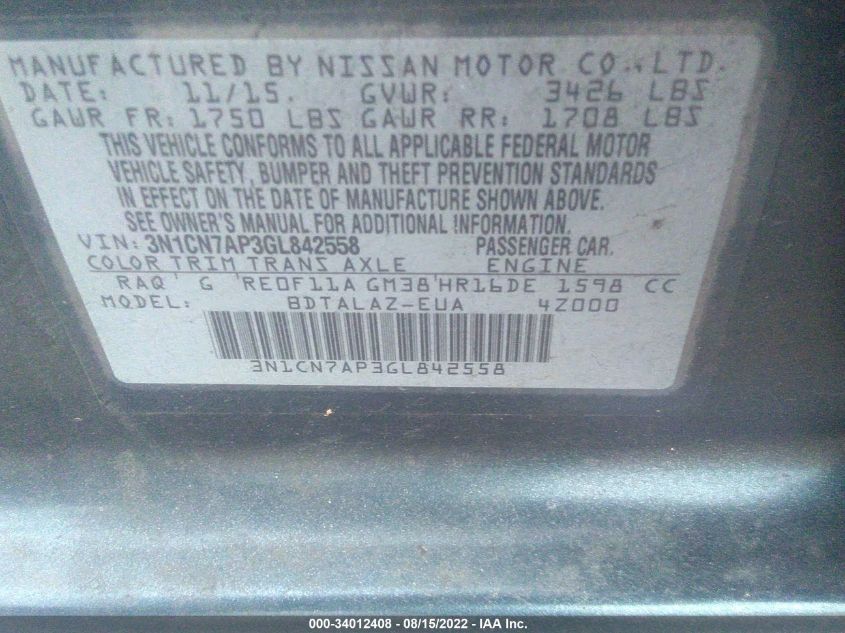 MANUFACTURED BY NISSAN MOTOR CO., LTD.
DATE: 11/15. GVWR: 3426 LBS
GAWR FR: 1750 LBS GAWR RR: 1708 LBS
THIS VEHICLE CONFORMS TO ALL APPLICABLE FEDERAL MOTOR
VEHICLE SAFETY, BUMPER AND THEFT PREVENTION STANDARDS
IN EFFECT ON THE DATE OF MANUFACTURE SHOWN ABOVE.
SEE OWNER'S MANUAL FOR ADDITIONAL INFORMATION.
VIN: 3N1CN7AP3GL842558 PASSENGER CAR.
COLOR TRIM TRANS AXLE ENGINE
RAQ' G 'RE0F11A GM38'HR16DE 1598 CC
MODEL: BDTALAZ-EUA 4Z000
3N1CN7AP3GL842558
000-34012408 - 08/15/2022 - IAA Inc.